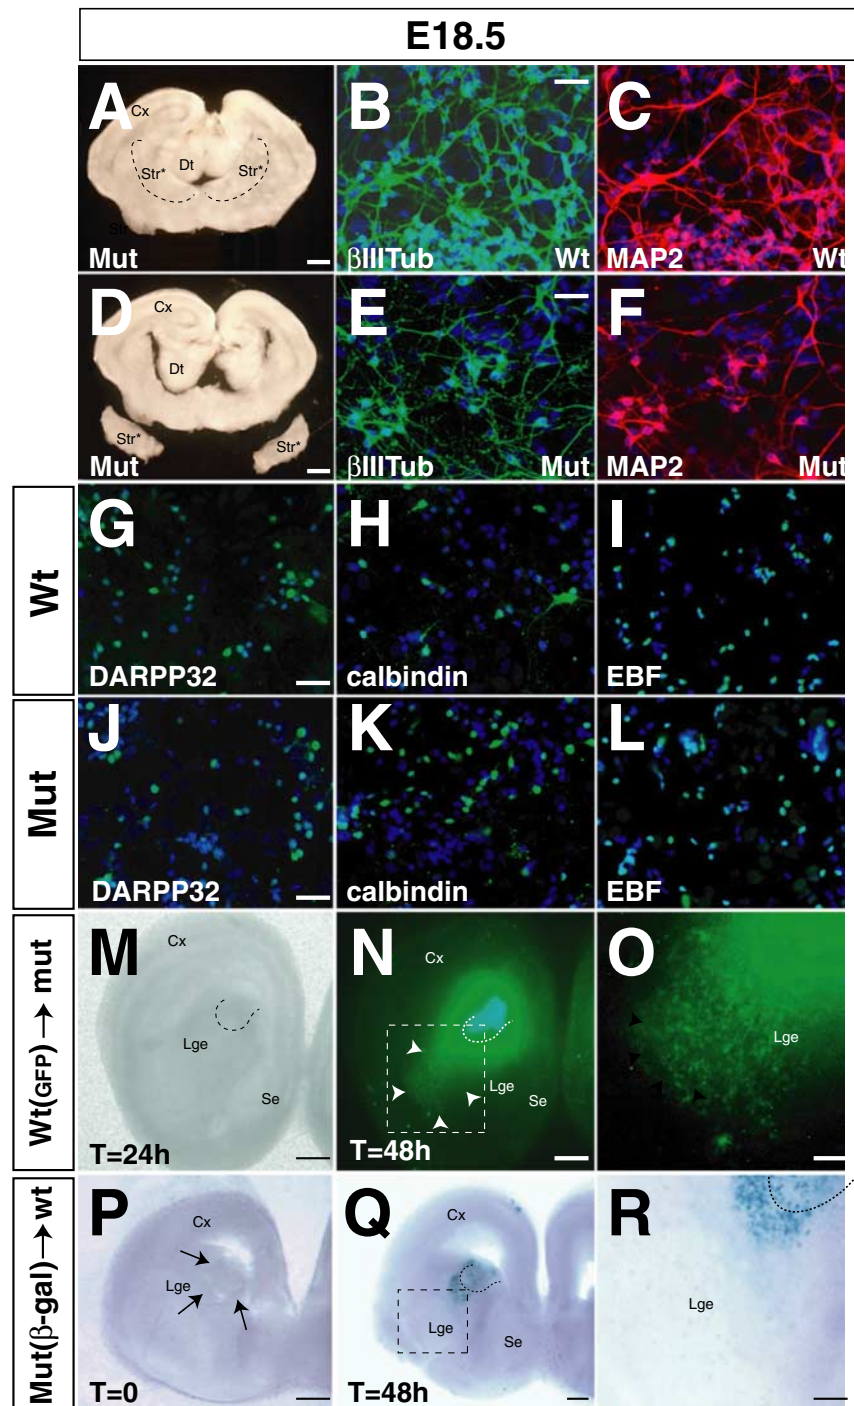 E18.5
A
Cx
Dt
Str*
Str*
Str
Mut
B
βIIITub
Wt
C
MAP2
Wt
D
Cx
Dt
Str*
Str*
Mut
E
βIIITub
Mut
F
MAP2
Mut
Wt
G
DARPP32
H
calbindin
I
EBF
Mut
J
DARPP32
K
calbindin
L
EBF
Wt(GFP) → mut
M
Cx
Lge
Se
T=24h
N
Cx
Lge
Se
T=48h
O
Lge
Mut(β-gal) → wt
P
Cx
Lge
T=0
Q
Cx
Lge
Se
T=48h
R
Lge